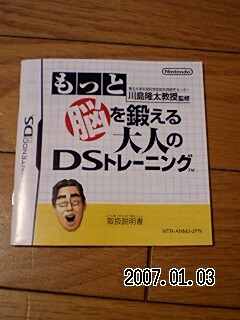 Nintendo
もっと
東北大学未来科学技術共同研究センター
川島隆太教授監修
脳を鍛える
大人の
DSトレーニング™
NINTENDO DS
取扱説明書
NTR-ANMJ-JPN
2007.01.03